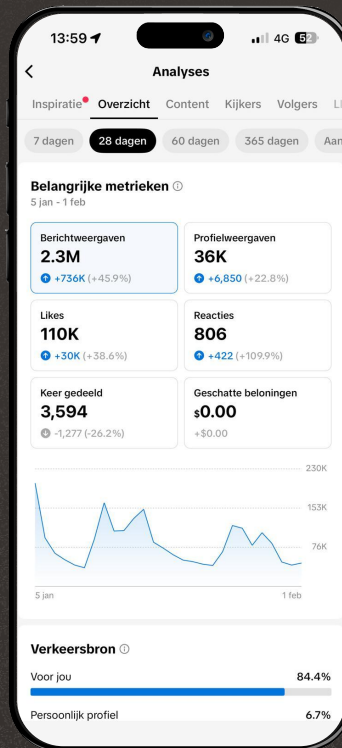 13:59
4G 52
Analyses
Inspiratie Overzicht Content Kijkers Volgers
7 dagen 28 dagen 60 dagen 365 dagen
Belangrijke metrieken
5 jan - 1 feb
Berichtweergaven Profielweergaven
2.3M 36K
+736K (+45.9%) +6,850 (+22.8%)
Likes Reacties
110K 806
+30K (+38.6%) +422 (+109.9%)
Keer gedeeld Geschatte beloningen
3,594 $0.00
-1,277 (-26.2%) +$0.00
230K
153K
76K
5 jan 1 feb
Verkeersbron
Voor jou 84.4%
Persoonlijk profiel 6.7%